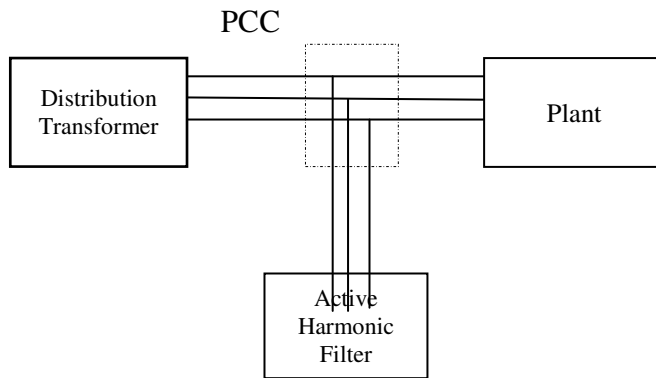 PCC
Distribution
Transformer
Plant
Active
Harmonic
Filter